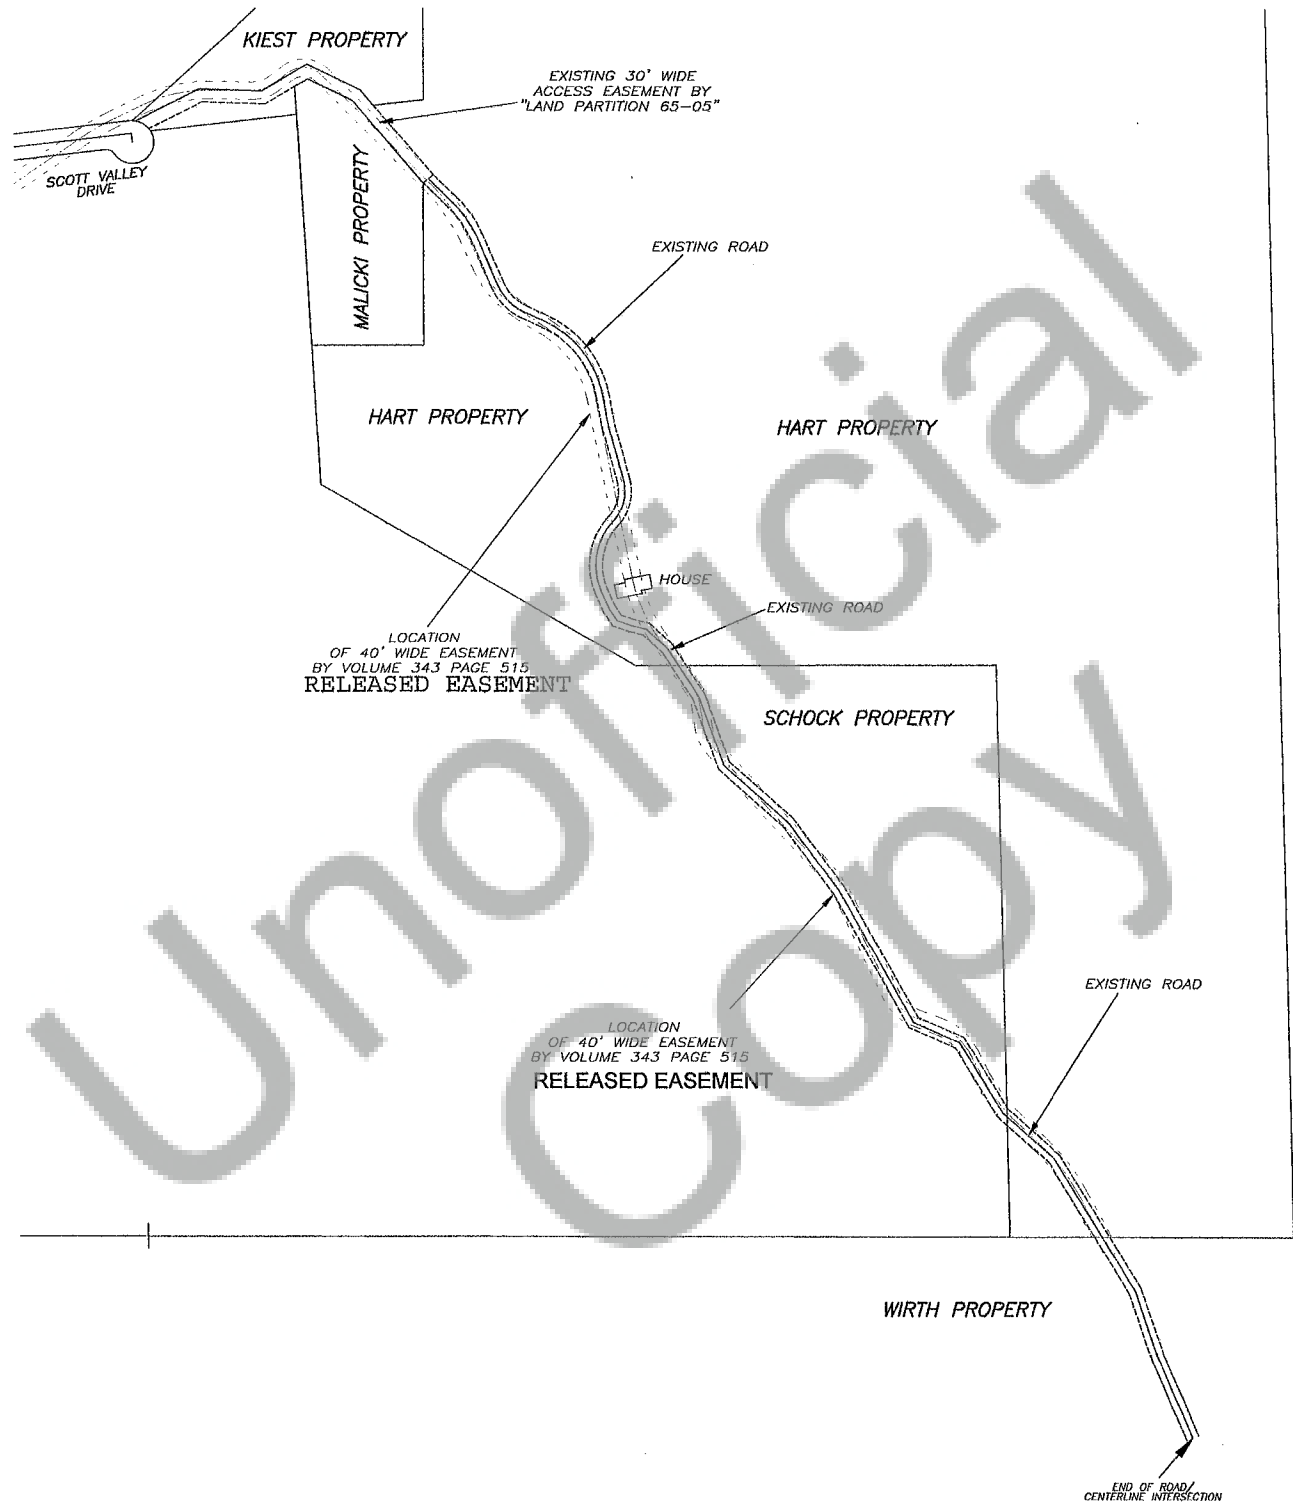 KIEST PROPERTY
EXISTING 30' WIDE
ACCESS EASEMENT BY
"LAND PARTITION 65-05"
SCOTT VALLEY
DRIVE
MALICKI PROPERTY
EXISTING ROAD
HART PROPERTY
HART PROPERTY
HOUSE
EXISTING ROAD
LOCATION
OF 40' WIDE EASEMENT
BY VOLUME 343 PAGE 515
RELEASED EASEMENT
SCHOCK PROPERTY
EXISTING ROAD
LOCATION
OF 40' WIDE EASEMENT
BY VOLUME 343 PAGE 515
RELEASED EASEMENT
WIRTH PROPERTY
END OF ROAD/
CENTERLINE INTERSECTION
Unofficial
Copy